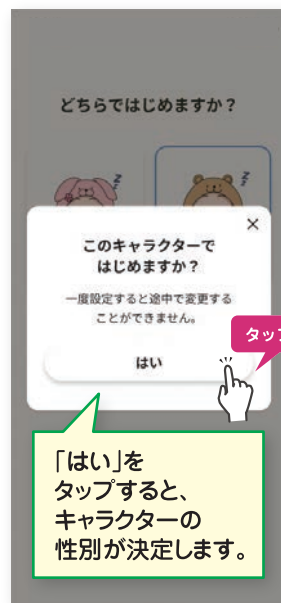 どちらではじめますか？
zzz
zzz
×
このキャラクターで
はじめますか？
一度設定すると途中で変更する
ことができません。
タップ
はい
「はい」を
タップすると、
キャラクターの
性別が決定します。